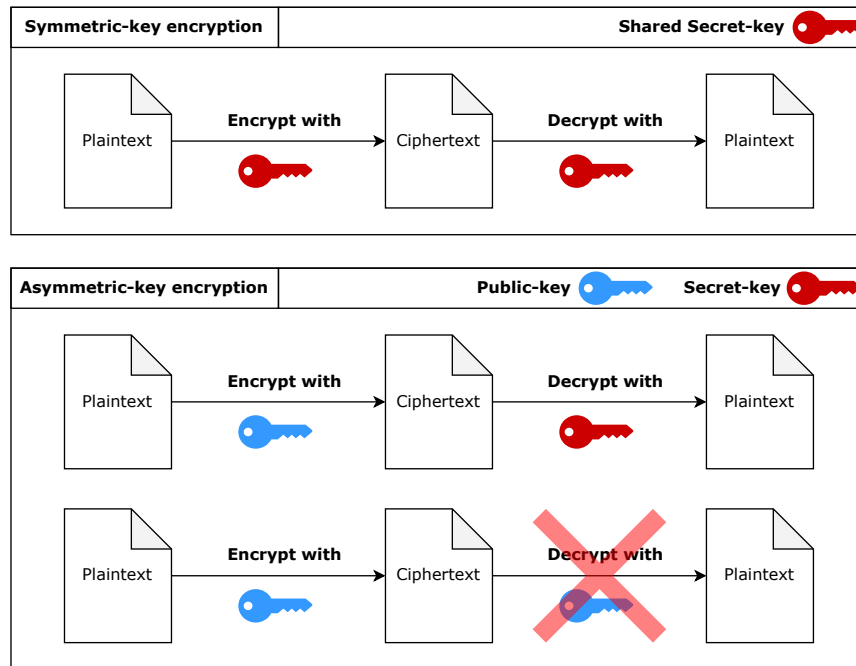 Symmetric-key encryption
Shared Secret-key
Encrypt with
Decrypt with
Plaintext
Ciphertext
Plaintext
Asymmetric-key encryption
Public-key
Secret-key
Encrypt with
Decrypt with
Plaintext
Ciphertext
Plaintext
Encrypt with
Decrypt with
Plaintext
Ciphertext
Plaintext